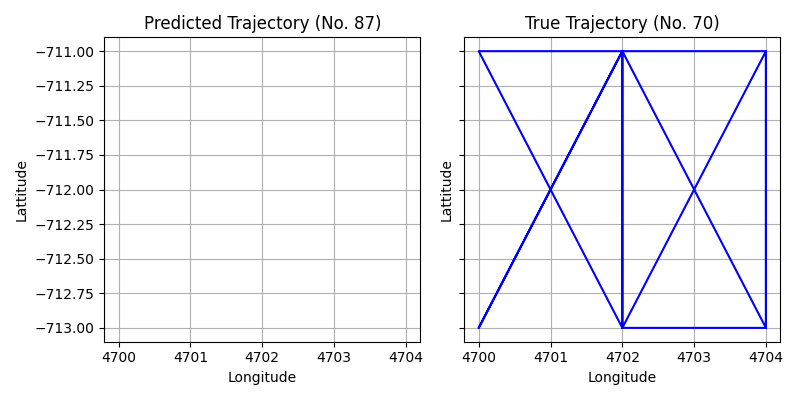 Predicted Trajectory (No. 87)
True Trajectory (No. 70)
−711.00
−711.25
−711.50
−711.75
−712.00
−712.25
−712.50
−712.75
−713.00
Lattitude
4700 4701 4702 4703 4704
Longitude
Lattitude
4700 4701 4702 4703 4704
Longitude